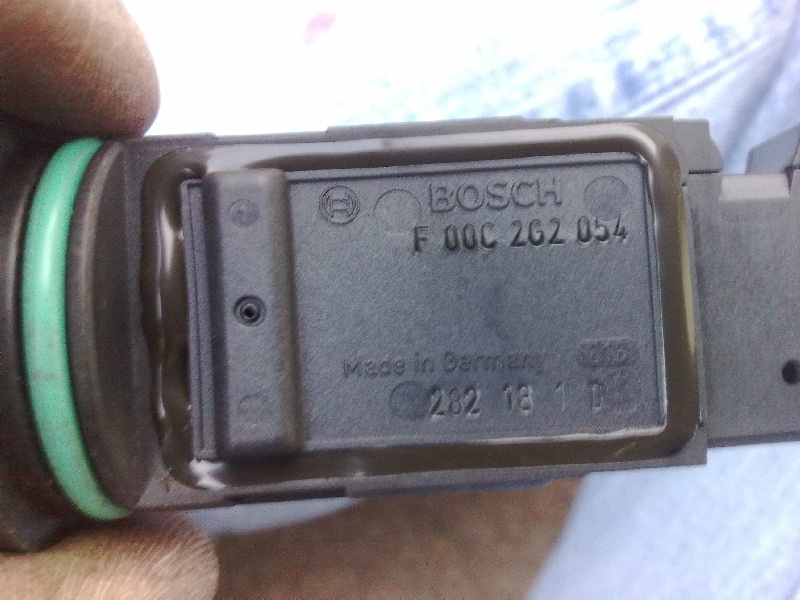 BOSCH
F 00C 2G2 054
Made in Germany
282 18 1 D